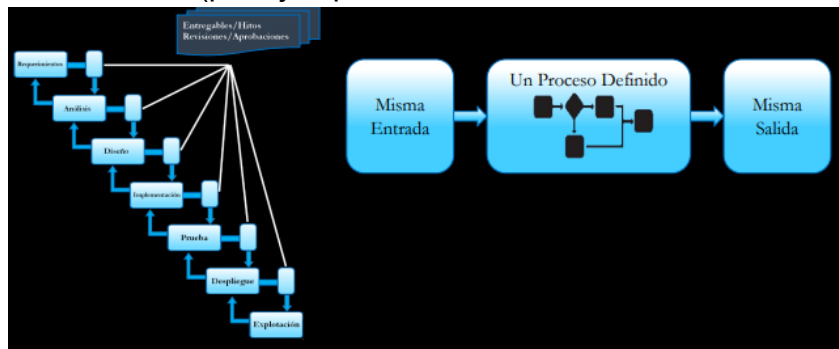 Entregables/Hitos
Revisiones/Aprobaciones
Requerimientos
Análisis
Diseño
Implementación
Prueba
Despliegue
Explotación
Misma
Entrada
Un Proceso Definido
Misma
Salida